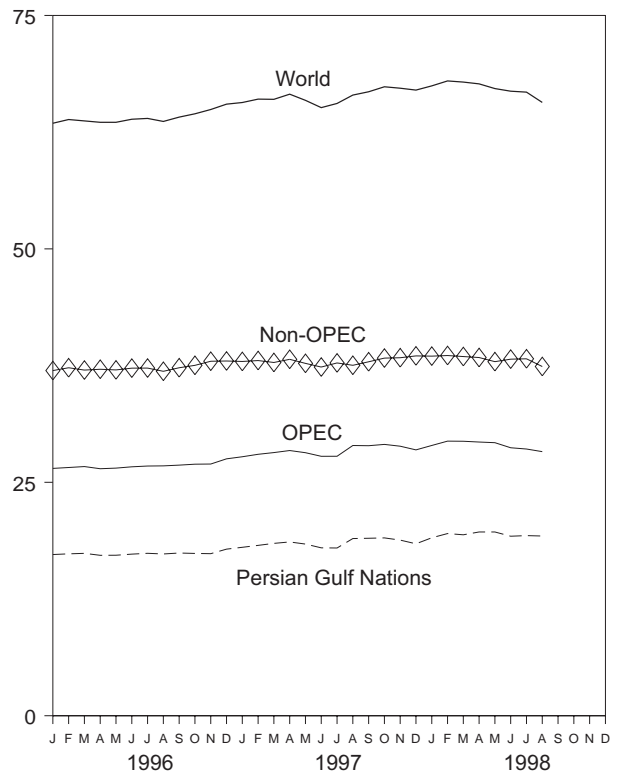 75
World
50
Non-OPEC
OPEC
25
Persian Gulf Nations
0
J F M A M J J A S O N D J F M A M J J A S O N D J F M A M J J A S O N D
1996 1997 1998